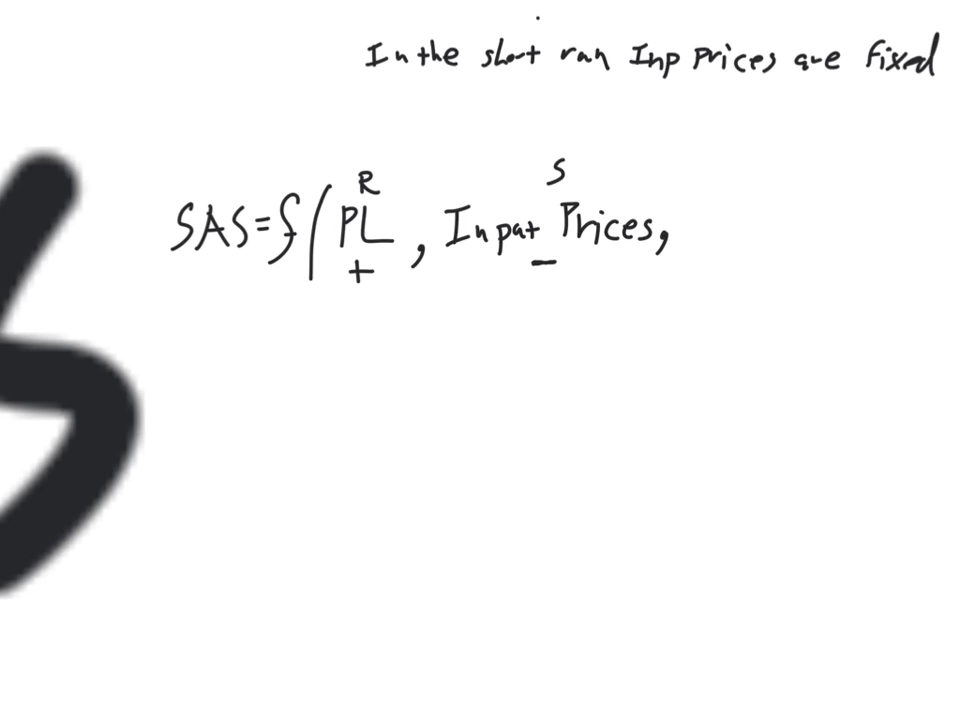 In the short run Inp Prices are fixed
R S
SAS=f(PL, Input Prices,
+ -